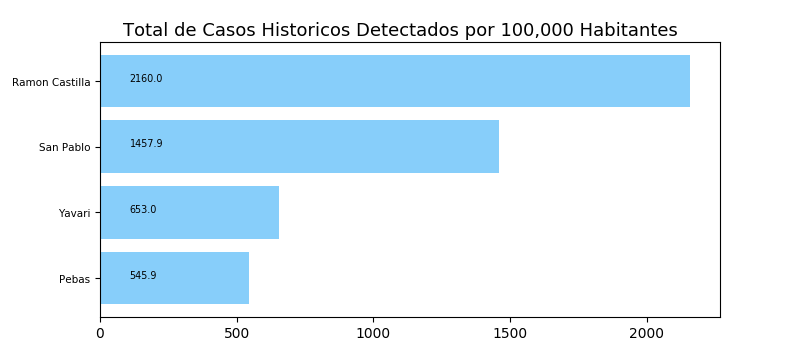 Total de Casos Historicos Detectados por 100,000 Habitantes
Ramon Castilla 2160.0
San Pablo 1457.9
Yavari 653.0
Pebas 545.9
0 500 1000 1500 2000